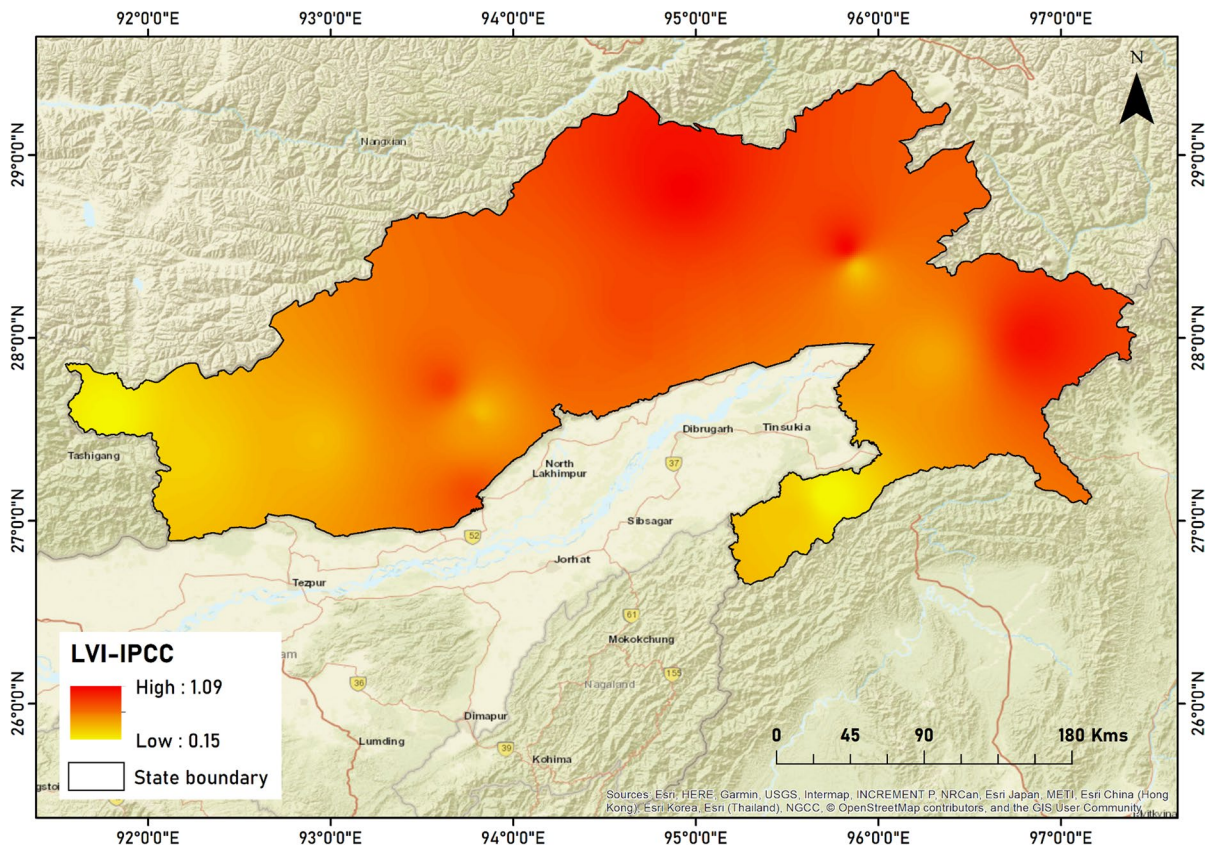 92°0'0"E 93°0'0"E 94°0'0"E 95°0'0"E 96°0'0"E 97°0'0"E
N
29°0'0"N 29°0'0"N
Nangxian
28°0'0"N 28°0'0"N
Tashigang
Dibrugarh
Tinsukia
North
Lakhimpur
37
27°0'0"N 27°0'0"N
Sibsagar
52
Jorhat
Tezpur
61
Mokokchung
LVI-IPCC
High : 1.09
Low : 0.15
State boundary
am
36
155
Nagaland
26°0'0"N 26°0'0"N
Dimapur
Lumding
39
Kohima
0 45 90 180 Kms
gstoi
Sources: Esri, HERE, Garmin, USGS, Intermap, INCREMENT P, NRCan, Esri Japan, METI, Esri China (Hong
Kong), Esri Korea, Esri (Thailand), NGCC, © OpenStreetMap contributors, and the GIS User Community
92°0'0"E 93°0'0"E 94°0'0"E 95°0'0"E 96°0'0"E 97°0'0"E